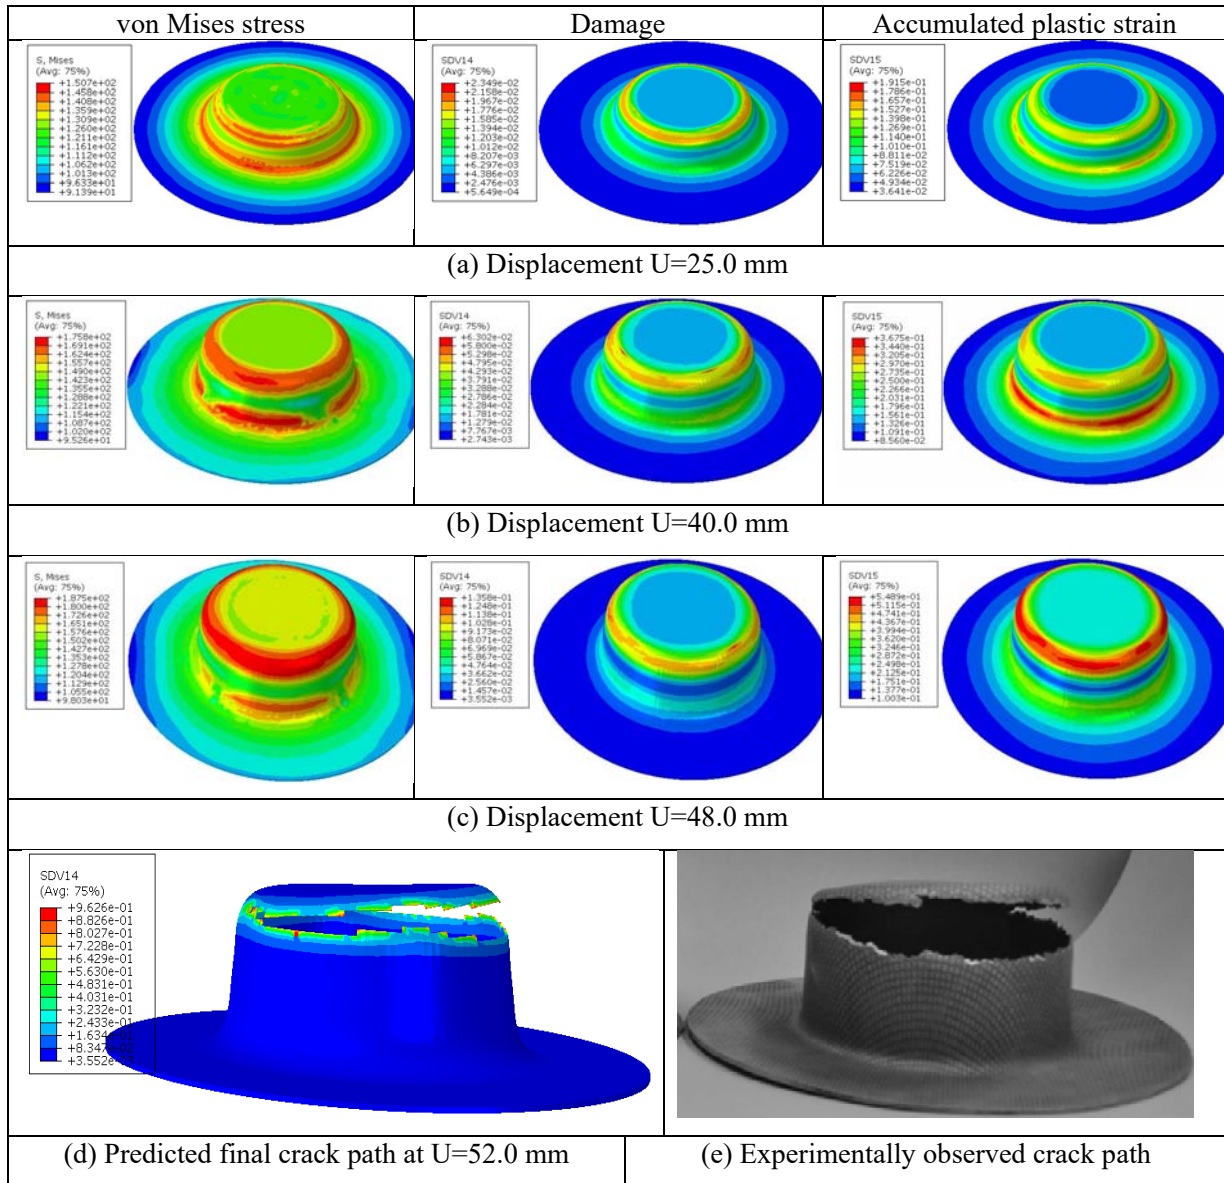 von Mises stress
Damage
Accumulated plastic strain
S, Mises
(Avg: 75%)
+1.507e+02
+1.458e+02
+1.408e+02
+1.359e+02
+1.309e+02
+1.260e+02
+1.211e+02
+1.161e+02
+1.112e+02
+1.062e+02
+1.013e+02
+9.633e+01
+9.139e+01
SDV14
(Avg: 75%)
+2.349e-02
+2.158e-02
+1.967e-02
+1.776e-02
+1.585e-02
+1.394e-02
+1.203e-02
+1.012e-02
+8.207e-03
+6.297e-03
+4.386e-03
+2.476e-03
+5.649e-04
SDV15
(Avg: 75%)
+1.915e-01
+1.786e-01
+1.657e-01
+1.527e-01
+1.398e-01
+1.269e-01
+1.140e-01
+1.010e-01
+8.811e-02
+7.519e-02
+6.226e-02
+4.934e-02
+3.641e-02
(a) Displacement U=25.0 mm
S, Mises
(Avg: 75%)
+1.758e+02
+1.691e+02
+1.624e+02
+1.557e+02
+1.490e+02
+1.423e+02
+1.355e+02
+1.288e+02
+1.221e+02
+1.154e+02
+1.087e+02
+1.020e+02
+9.526e+01
SDV14
(Avg: 75%)
+6.302e-02
+5.800e-02
+5.298e-02
+4.795e-02
+4.293e-02
+3.791e-02
+3.288e-02
+2.786e-02
+2.284e-02
+1.781e-02
+1.279e-02
+7.767e-03
+2.743e-03
SDV15
(Avg: 75%)
+3.675e-01
+3.440e-01
+3.205e-01
+2.970e-01
+2.735e-01
+2.500e-01
+2.266e-01
+2.031e-01
+1.796e-01
+1.561e-01
+1.326e-01
+1.091e-01
+8.560e-02
(b) Displacement U=40.0 mm
S, Mises
(Avg: 75%)
+1.875e+02
+1.800e+02
+1.726e+02
+1.651e+02
+1.576e+02
+1.502e+02
+1.427e+02
+1.353e+02
+1.278e+02
+1.204e+02
+1.129e+02
+1.055e+02
+9.803e+01
SDV14
(Avg: 75%)
+1.358e-01
+1.248e-01
+1.138e-01
+1.028e-01
+9.173e-02
+8.071e-02
+6.969e-02
+5.867e-02
+4.764e-02
+3.662e-02
+2.560e-02
+1.457e-02
+3.552e-03
SDV15
(Avg: 75%)
+5.489e-01
+5.115e-01
+4.741e-01
+4.367e-01
+3.994e-01
+3.620e-01
+3.246e-01
+2.872e-01
+2.498e-01
+2.125e-01
+1.751e-01
+1.377e-01
+1.003e-01
(c) Displacement U=48.0 mm
SDV14
(Avg: 75%)
+9.626e-01
+8.826e-01
+8.027e-01
+7.228e-01
+6.429e-01
+5.630e-01
+4.831e-01
+4.031e-01
+3.232e-01
+2.433e-01
+1.634e-01
+8.347e-02
+3.552e-03
(d) Predicted final crack path at U=52.0 mm
(e) Experimentally observed crack path